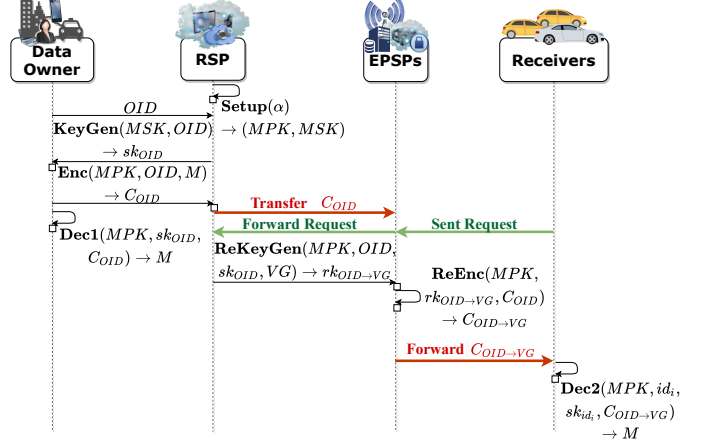 Data Owner
RSP
EPSPs
Receivers
Setup(α)
→ (MPK, MSK)
OID
KeyGen(MSK, OID)
→ sk_OID
Enc(MPK, OID, M)
→ C_OID
Transfer C_OID
Forward Request
Sent Request
Dec1(MPK, sk_OID,
C_OID) → M
ReKeyGen(MPK, OID,
sk_OID, VG) → rk_OID→VG
ReEnc(MPK,
rk_OID→VG, C_OID)
→ C_OID→VG
Forward C_OID→VG
Dec2(MPK, id_i,
sk_id_i, C_OID→VG)
→ M